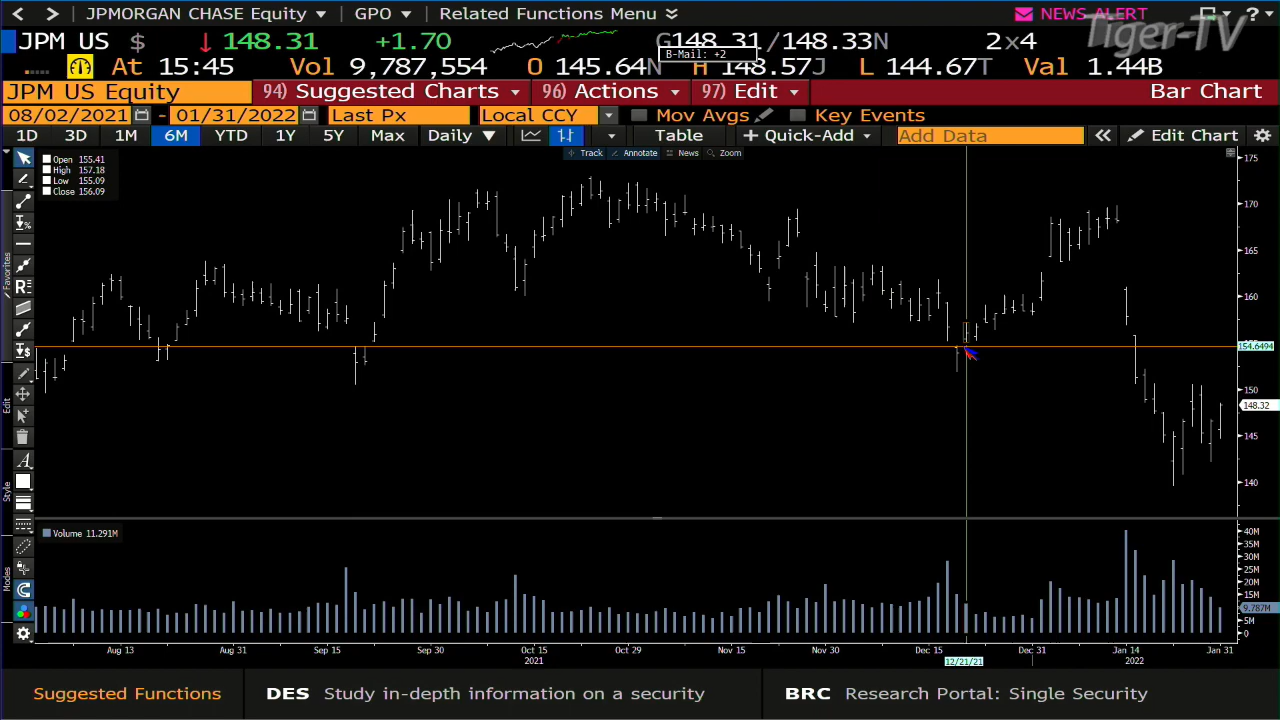 JPMORGAN CHASE Equity GPO Related Functions Menu NEWS ALERT ?
Tiger-TV
JPM US $ ↓ 148.31 +1.70 G148.31/148.33N 2x4
B-Mail: +2
At 15:45 Vol 9,787,554 O 145.64N H 148.57J L 144.67T Val 1.44B
JPM US Equity 94) Suggested Charts 96) Actions 97) Edit Bar Chart
08/02/2021 - 01/31/2022 Last Px Local CCY Mov Avgs Key Events
1D 3D 1M 6M YTD 1Y 5Y Max Daily ▼ Table + Quick-Add Add Data « Edit Chart
Track Annotate News Zoom
Open 155.41
High 157.18
Low 155.09
Close 156.09
175
170
165
160
154.6494
150
148.32
145
140
Favorites
Edit
Style
Modes
Volume 11.291M
40M
35M
30M
25M
20M
15M
9.787M
5M
0
Aug 13 Aug 31 Sep 15 Sep 30 Oct 15 Oct 29 Nov 15 Nov 30 Dec 15 Dec 31 Jan 14 Jan 31
2021 12/21/21 2022
Suggested Functions DES Study in-depth information on a security BRC Research Portal: Single Security